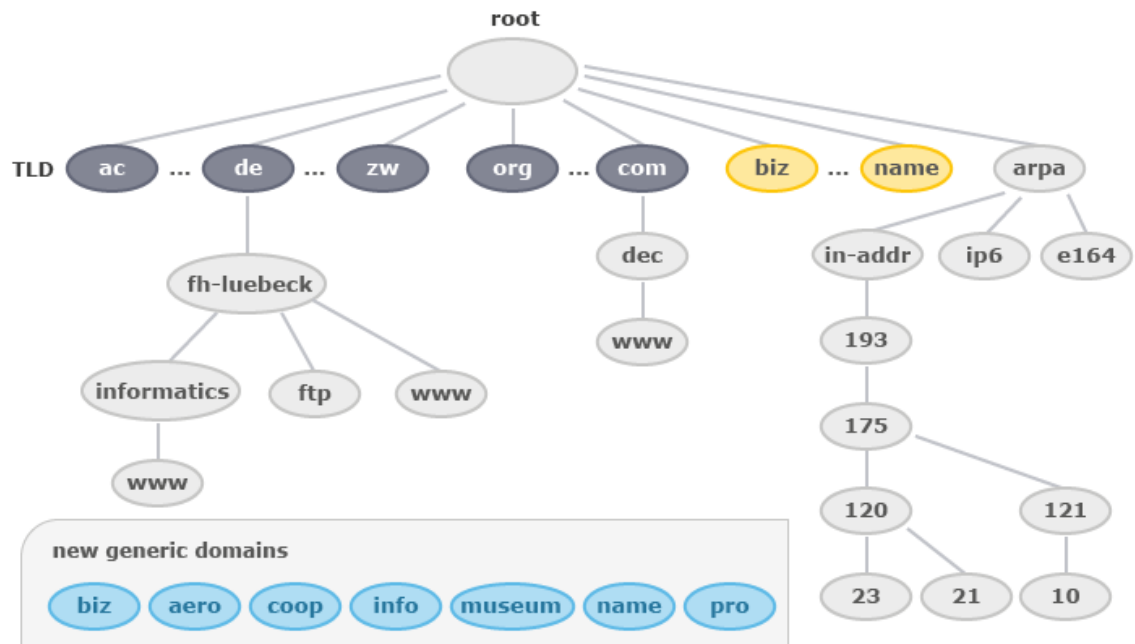 root
TLD ac ... de ... zw org ... com biz ... name arpa
dec in-addr ip6 e164
fh-luebeck
www 193
informatics ftp www
175
www
120 121
new generic domains
biz aero coop info museum name pro 23 21 10